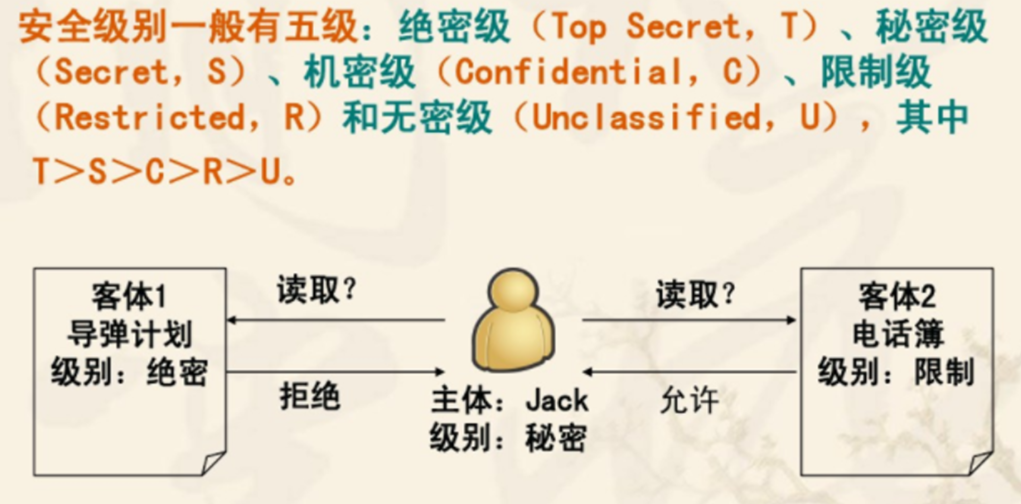 安全级别一般有五级：绝密级（Top Secret，T）、秘密级
（Secret，S）、机密级（Confidential，C）、限制级
（Restricted，R）和无密级（Unclassified，U），其中
T＞S＞C＞R＞U。
客体1
导弹计划
级别：绝密
读取？
拒绝
主体：Jack
级别：秘密
读取？
允许
客体2
电话簿
级别：限制